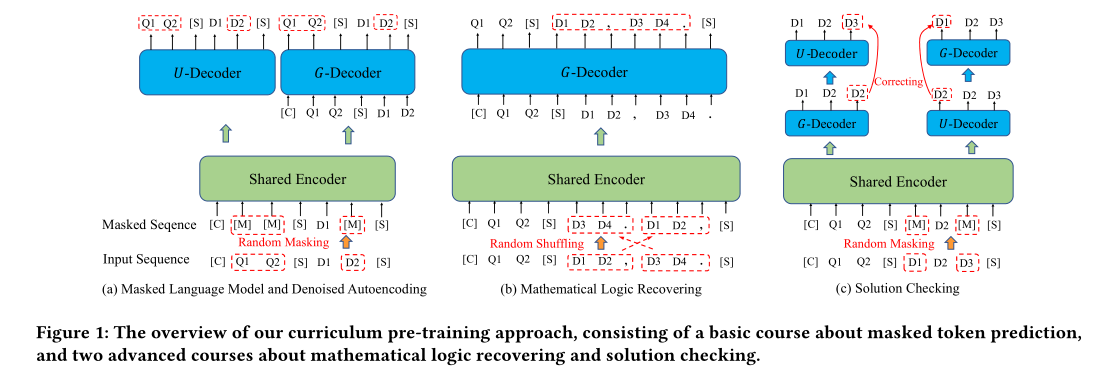 Q1 Q2 [S] D1 D2 [S] Q1 Q2 [S] D1 D2 [S]
U-Decoder G-Decoder
[C] Q1 Q2 [S] D1 D2
Shared Encoder
Masked Seqence [C] [M] [M] [S] D1 [M] [S]
Random Masking
Input Sequence [C] Q1 Q2 [S] D1 D2 [S]
(a) Masked Language Model and Denoised Autoencoding
Q1 Q2 [S] D1 D2 , D3 D4 . [S]
G-Decoder
[C] Q1 Q2 [S] D1 D2 , D3 D4 .
Shared Encoder
[C] Q1 Q2 [S] D3 D4 . D1 D2 , [S]
Random Shuffling
[C] Q1 Q2 [S] D1 D2 , D3 D4 . [S]
(b) Mathematical Logic Recovering
D1 D2 D3 D1 D2 D3
U-Decoder G-Decoder
Correcting
D1 D2 D2 D2 D2 D3
G-Decoder U-Decoder
Shared Encoder
[C] Q1 Q2 [S] [M] D2 [M] [S]
Random Masking
[C] Q1 Q2 [S] D1 D2 D3 [S]
(c) Solution Checking
Figure 1: The overview of our curriculum pre-training approach, consisting of a basic course about masked token prediction,
and two advanced courses about mathematical logic recovering and solution checking.